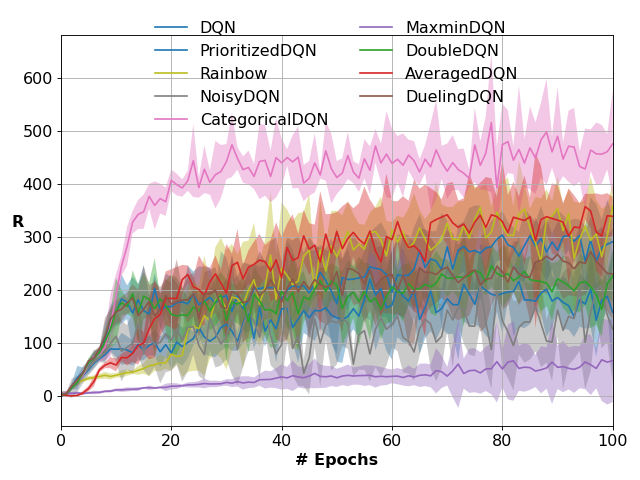 DQN
PrioritizedDQN
Rainbow
NoisyDQN
CategoricalDQN
MaxminDQN
DoubleDQN
AveragedDQN
DuelingDQN
600
500
400
300
200
100
0
R
0 20 40 60 80 100
# Epochs